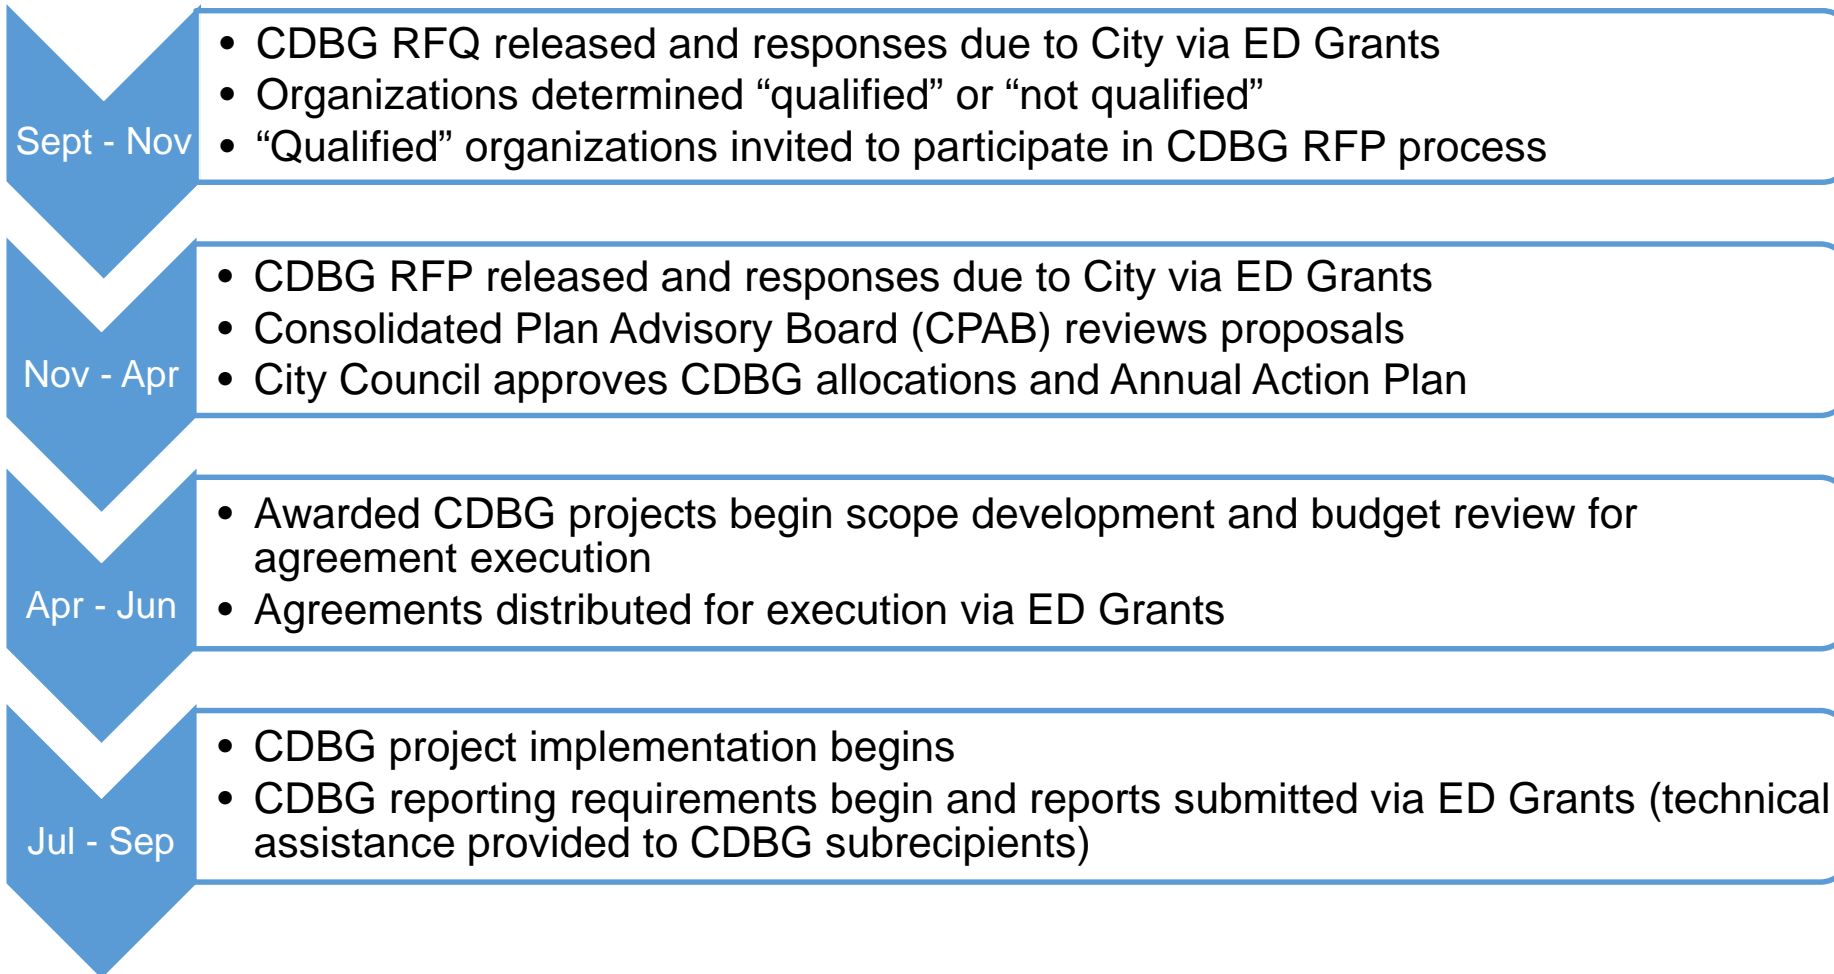 Sept - Nov
• CDBG RFQ released and responses due to City via ED Grants
• Organizations determined “qualified” or “not qualified”
• “Qualified” organizations invited to participate in CDBG RFP process
Nov - Apr
• CDBG RFP released and responses due to City via ED Grants
• Consolidated Plan Advisory Board (CPAB) reviews proposals
• City Council approves CDBG allocations and Annual Action Plan
Apr - Jun
• Awarded CDBG projects begin scope development and budget review for
agreement execution
• Agreements distributed for execution via ED Grants
Jul - Sep
• CDBG project implementation begins
• CDBG reporting requirements begin and reports submitted via ED Grants (technical
assistance provided to CDBG subrecipients)